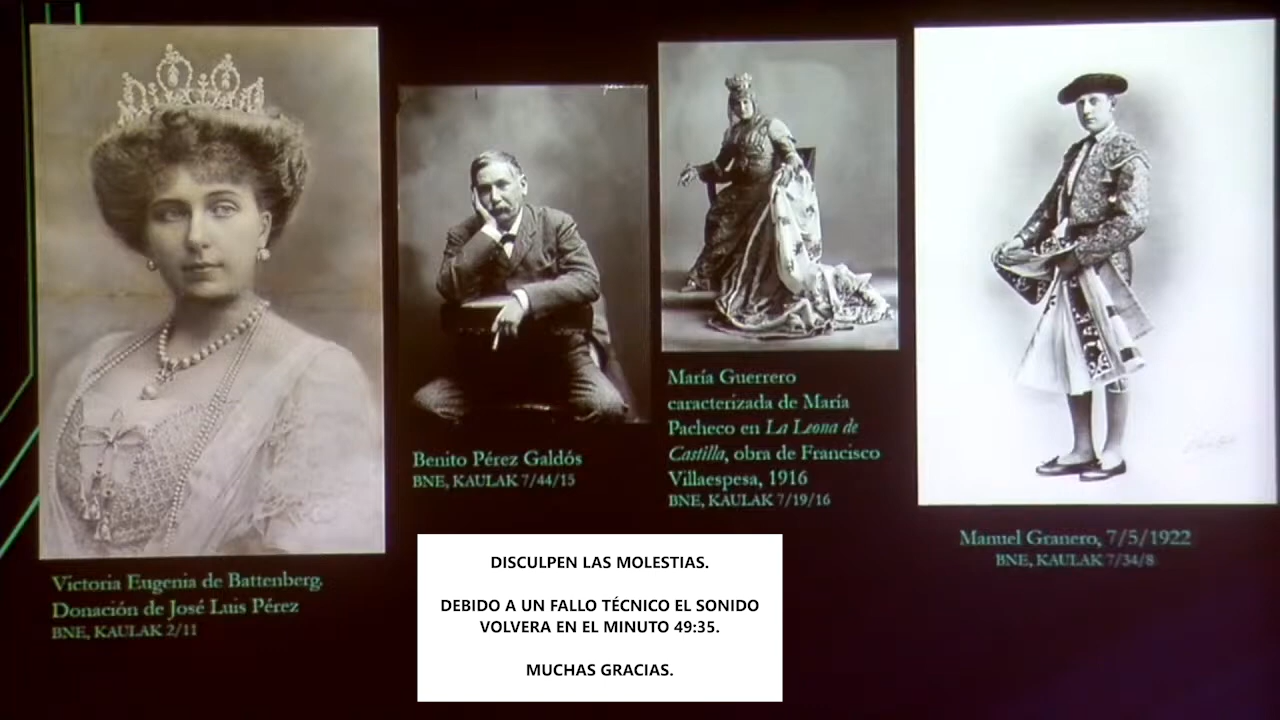 Victoria Eugenia de Battenberg.
Donación de José Luis Pérez
BNE, KAULAK 2/11
Benito Pérez Galdós
BNE, KAULAK 7/44/15
María Guerrero
caracterizada de María
Pacheco en La Leona de
Castilla, obra de Francisco
Villaespesa, 1916
BNE, KAULAK 7/19/16
Manuel Granero, 7/5/1922
BNE, KAULAK 7/34/8
DISCULPEN LAS MOLESTIAS.
DEBIDO A UN FALLO TÉCNICO EL SONIDO
VOLVERA EN EL MINUTO 49:35.
MUCHAS GRACIAS.